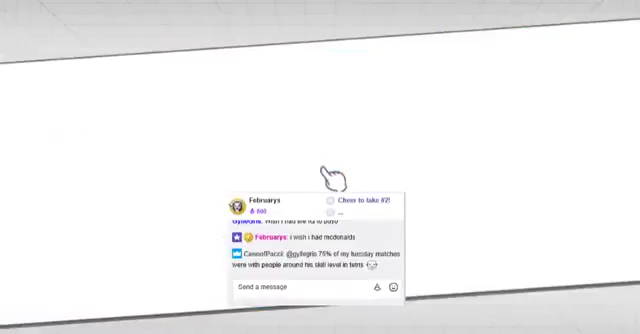 Februarys
Cheer to take #2!
600
...
Februarys: i wish i had mcdonalds
@gyllegris 75% of my tuesday matches
were with people around his skill level in tetris
Send a message